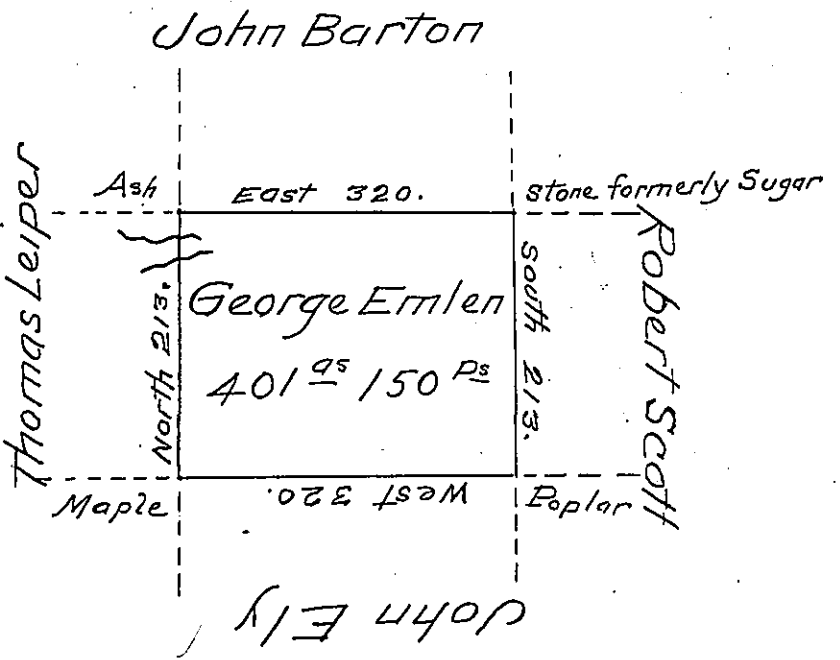 John Barton
Ash
East 320.
Stone formerly Sugar
Thomas Leiper
North 213.
George Emlen
401 as / 150 ps
South 213.
Robert Scott
Maple
West 320.
Poplar
John Ely